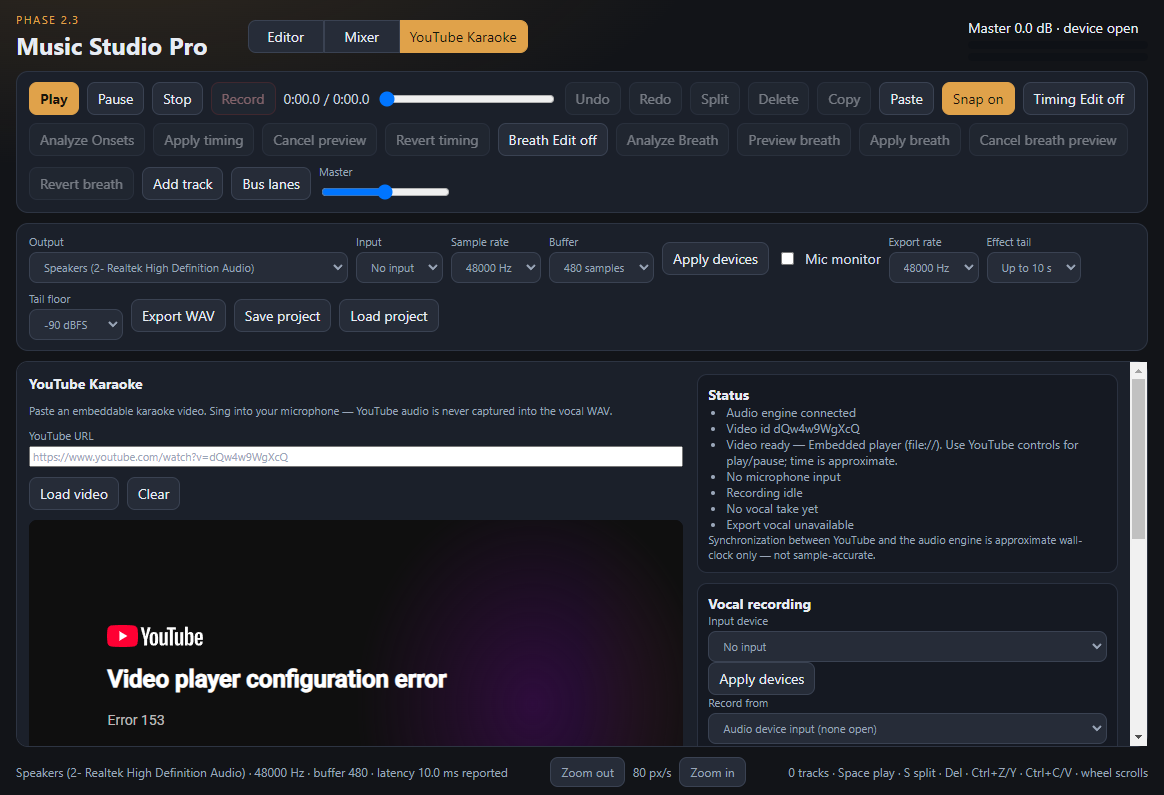 PHASE 2.3
Music Studio Pro
Editor
Mixer
YouTube Karaoke
Master 0.0 dB · device open
Play
Pause
Stop
Record
0:00.0 / 0:00.0
Undo
Redo
Split
Delete
Copy
Paste
Snap on
Timing Edit off
Analyze Onsets
Apply timing
Cancel preview
Revert timing
Breath Edit off
Analyze Breath
Preview breath
Apply breath
Cancel breath preview
Revert breath
Add track
Bus lanes
Master
Output
Speakers (2- Realtek High Definition Audio)
Input
No input
Sample rate
48000 Hz
Buffer
480 samples
Apply devices
Mic monitor
Export rate
48000 Hz
Effect tail
Up to 10 s
Tail floor
-90 dBFS
Export WAV
Save project
Load project
YouTube Karaoke
Paste an embeddable karaoke video. Sing into your microphone — YouTube audio is never captured into the vocal WAV.
YouTube URL
https://www.youtube.com/watch?v=dQw4w9WgXcQ
Load video
Clear
YouTube
Video player configuration error
Error 153
Status
Audio engine connected
Video id dQw4w9WgXcQ
Video ready — Embedded player (file://). Use YouTube controls for
play/pause; time is approximate.
No microphone input
Recording idle
No vocal take yet
Export vocal unavailable
Synchronization between YouTube and the audio engine is approximate wall-
clock only — not sample-accurate.
Vocal recording
Input device
No input
Apply devices
Record from
Audio device input (none open)
Speakers (2- Realtek High Definition Audio) · 48000 Hz · buffer 480 · latency 10.0 ms reported
Zoom out
80 px/s
Zoom in
0 tracks · Space play · S split · Del · Ctrl+Z/Y · Ctrl+C/V · wheel scrolls